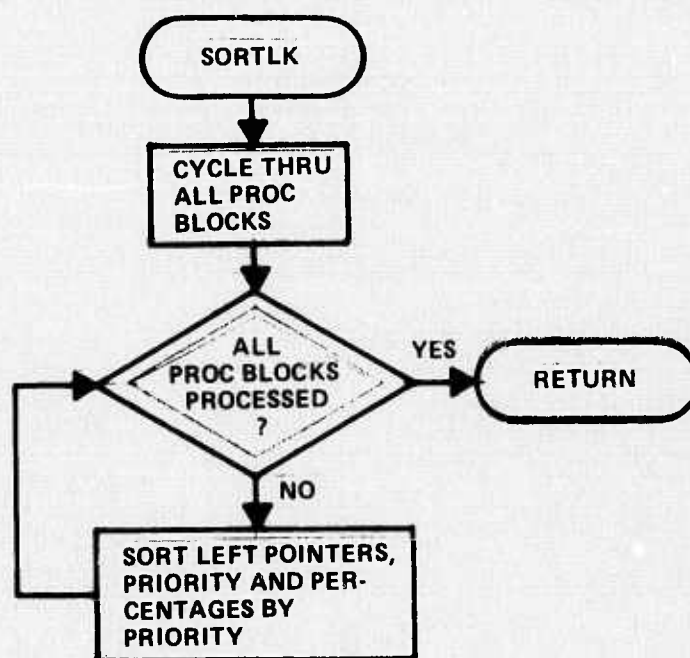 SORTLK
CYCLE THRU
ALL PROC
BLOCKS
ALL
PROC BLOCKS
PROCESSED
?
YES
RETURN
NO
SORT LEFT POINTERS,
PRIORITY AND PER-
CENTAGES BY
PRIORITY